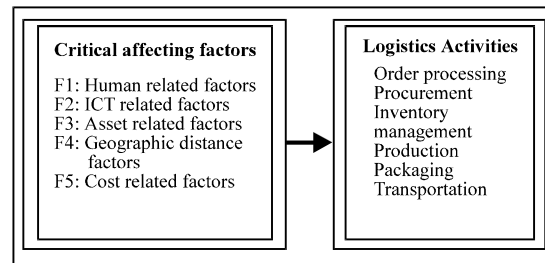 Critical affecting factors
F1: Human related factors
F2: ICT related factors
F3: Asset related factors
F4: Geographic distance
factors
F5: Cost related factors
Logistics Activities
Order processing
Procurement
Inventory
management
Production
Packaging
Transportation